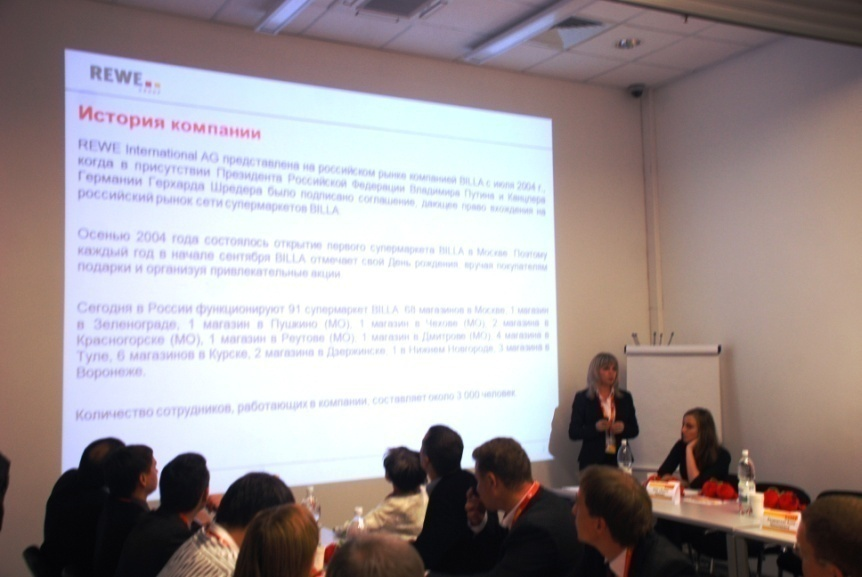 REWE
История компании
REWE International AG представлена на российском рынке компанией BILLA с июля 2004 г.,
когда в присутствии Президента Российской Федерации Владимира Путина и Канцлера
Германии Герхарда Шредера было подписано соглашение, дающее право вхождения на
российский рынок сети супермаркетов BILLA
Осенью 2004 года состоялось открытие первого супермаркета BILLA в Москве. Поэтому
каждый год в начале сентября BILLA отмечает свой День рождения вручая покупателям
подарки и организуя привлекательные акции
Сегодня в России функционируют 91 супермаркет BILLA. 68 магазинов в Москве, 1 магазин
в Зеленограде, 1 магазин в Пушкино (МО), 1 магазин в Чехове (МО), 2 магазина в
Красногорске (МО), 1 магазин в Реутове (МО), 1 магазин в Дмитрове (МО), 4 магазина в
Туле, 6 магазинов в Курске, 2 магазина в Дзержинске, 1 в Нижнем Новгороде, 3 магазина в
Воронеже.
Количество сотрудников, работающих в компании, составляет около 3 000 человек